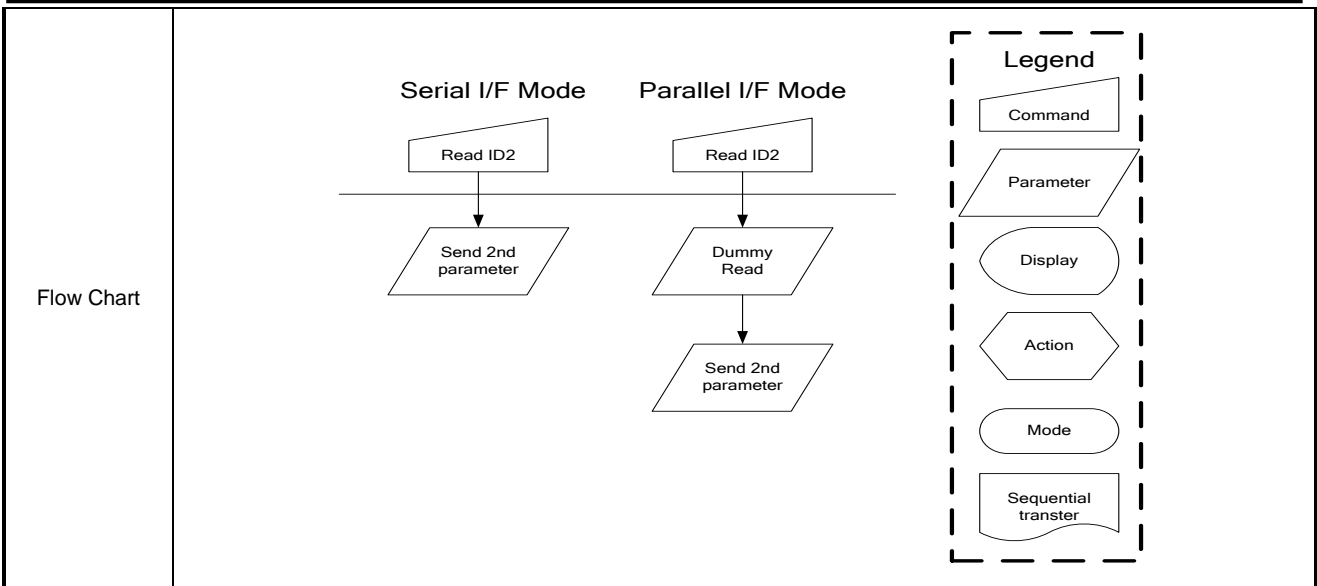 Flow Chart
Serial I/F Mode
Read ID2
Send 2nd
parameter
Parallel I/F Mode
Read ID2
Dummy
Read
Send 2nd
parameter
Legend
Command
Parameter
Display
Action
Mode
Sequential
transter